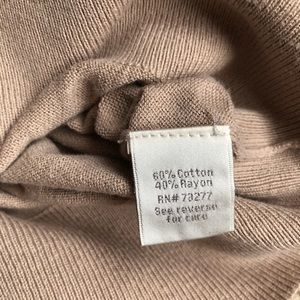 60% Cotton
40% Rayon
RN# 73277
See reverse
for care